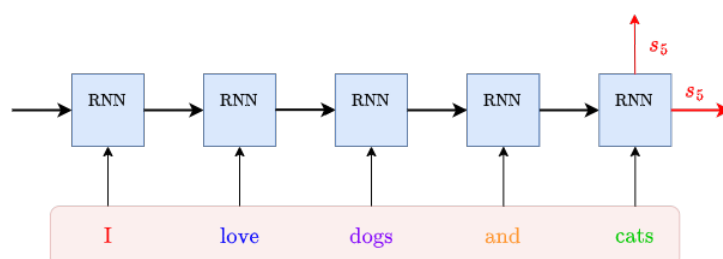 s₅
RNN RNN RNN RNN RNN s₅
I love dogs and cats